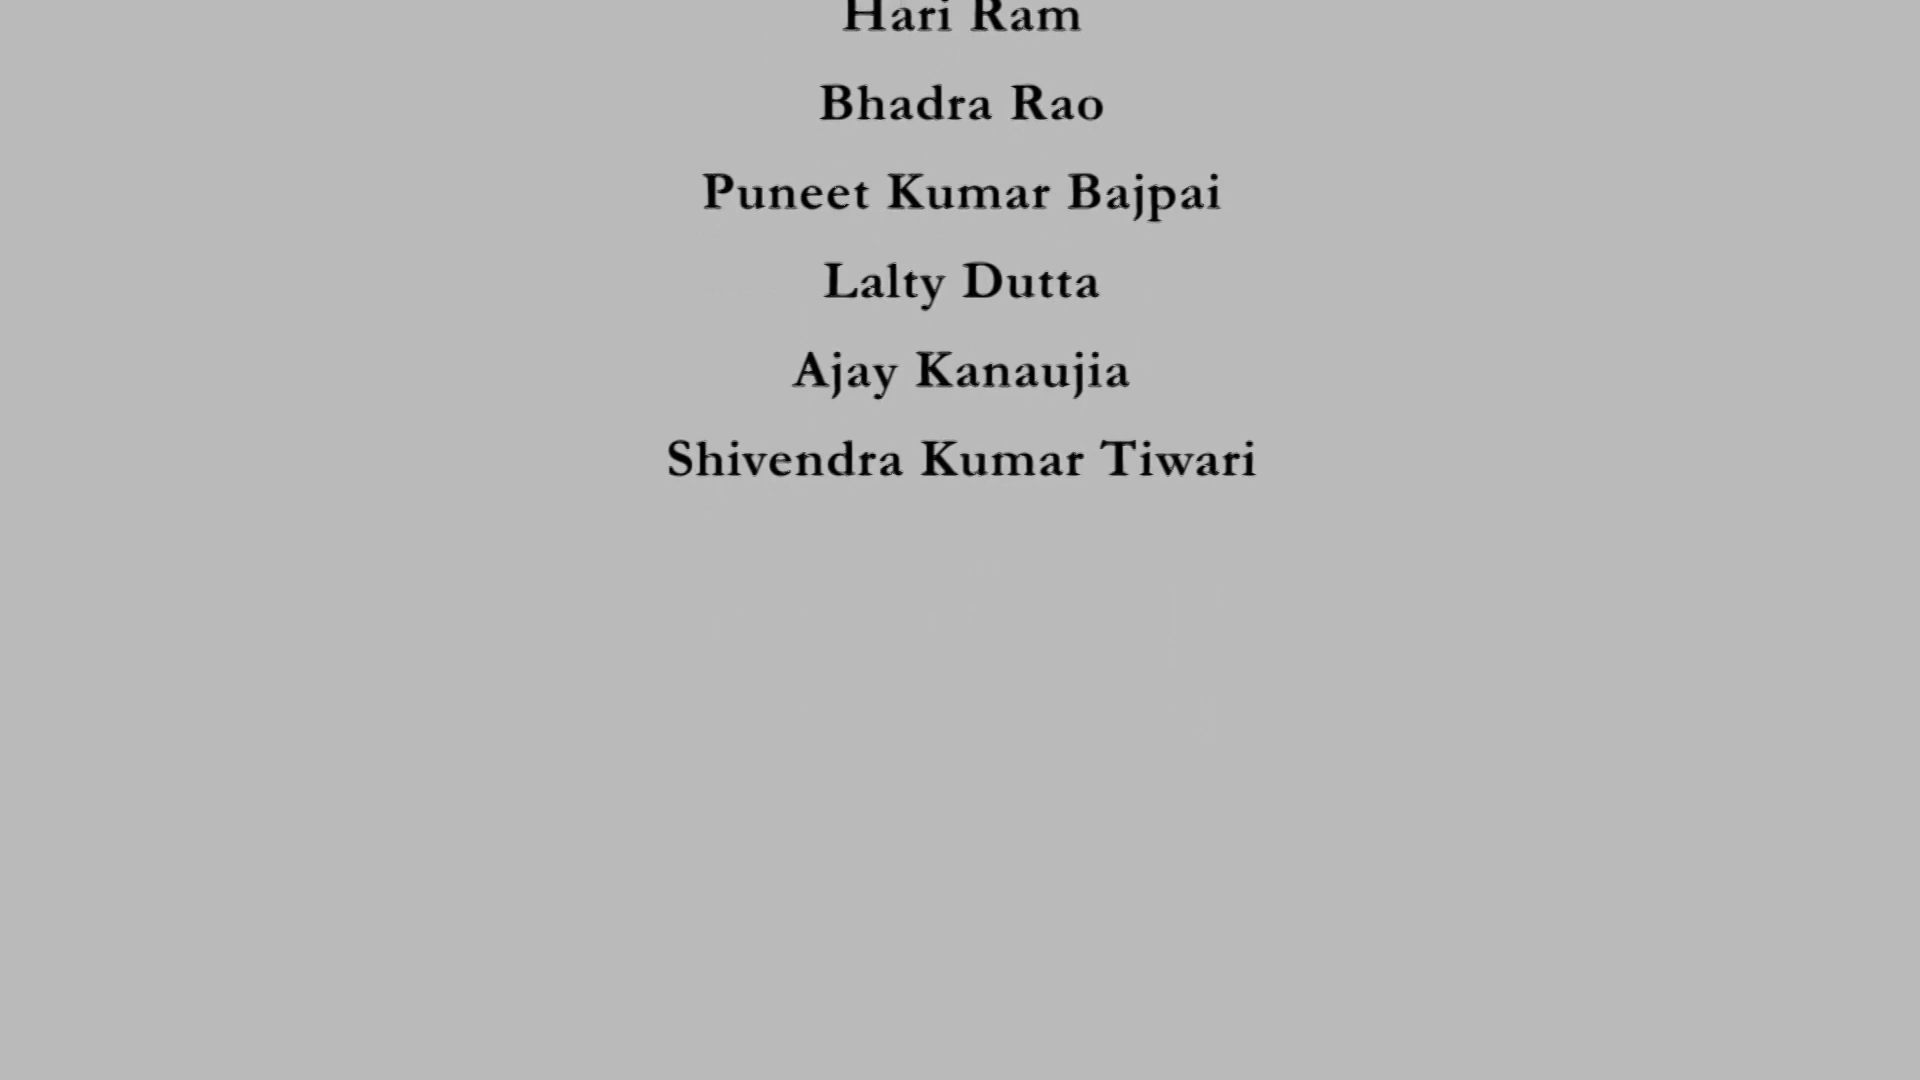 Hari Ram
Bhadra Rao
Puneet Kumar Bajpai
Lalty Dutta
Ajay Kanaujia
Shivendra Kumar Tiwari